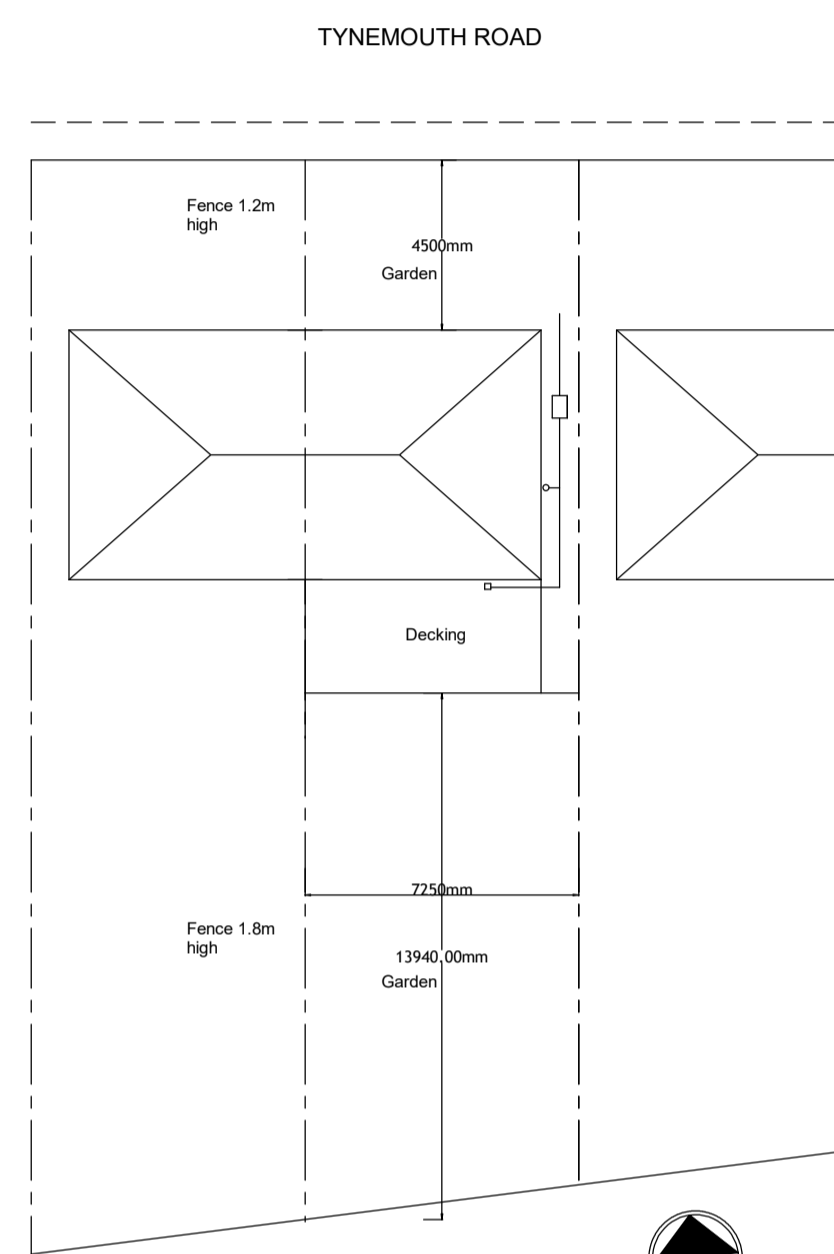 TYNEMOUTH ROAD
Fence 1.2m
high
4500mm
Garden
Decking
7250mm
Fence 1.8m
high
13940.00mm
Garden